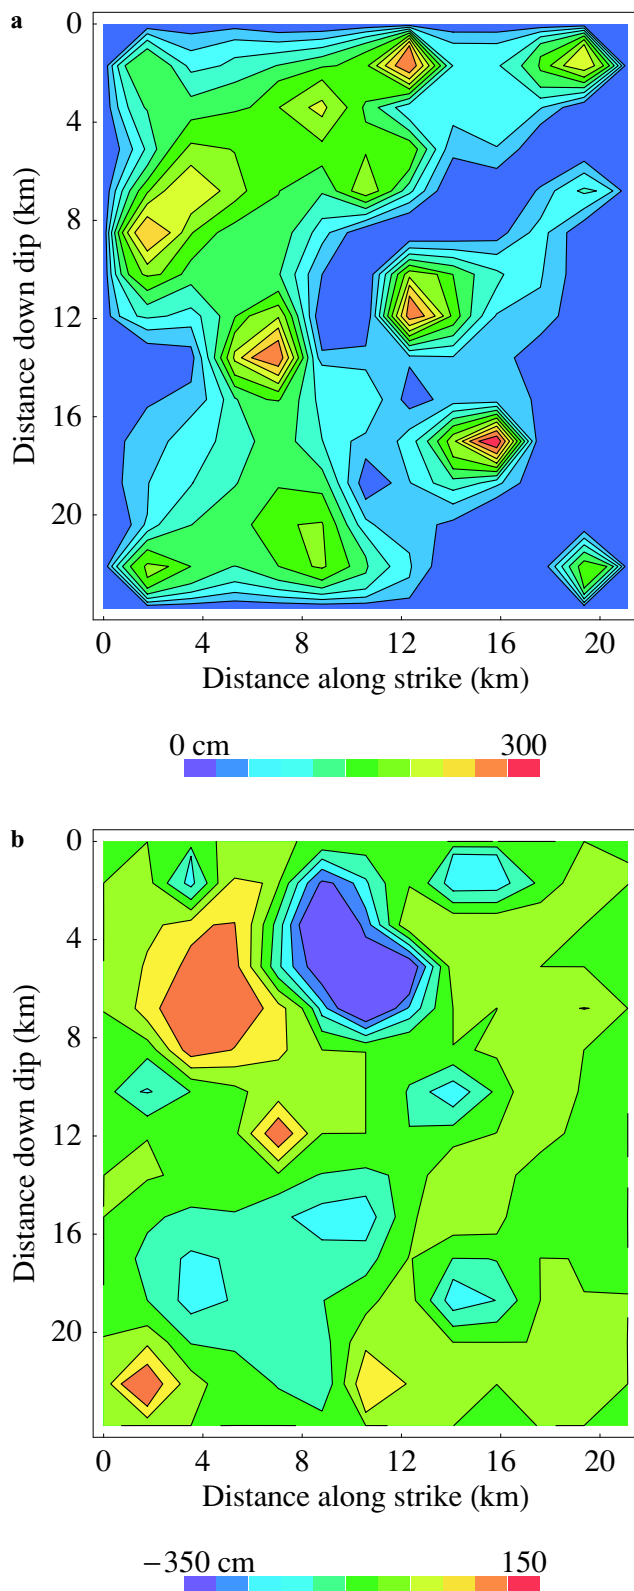 a
0
4
8
12
16
20
Distance down dip (km)
0 4 8 12 16 20
Distance along strike (km)
0 cm 300
b
0
4
8
12
16
20
Distance down dip (km)
0 4 8 12 16 20
Distance along strike (km)
−350 cm 150